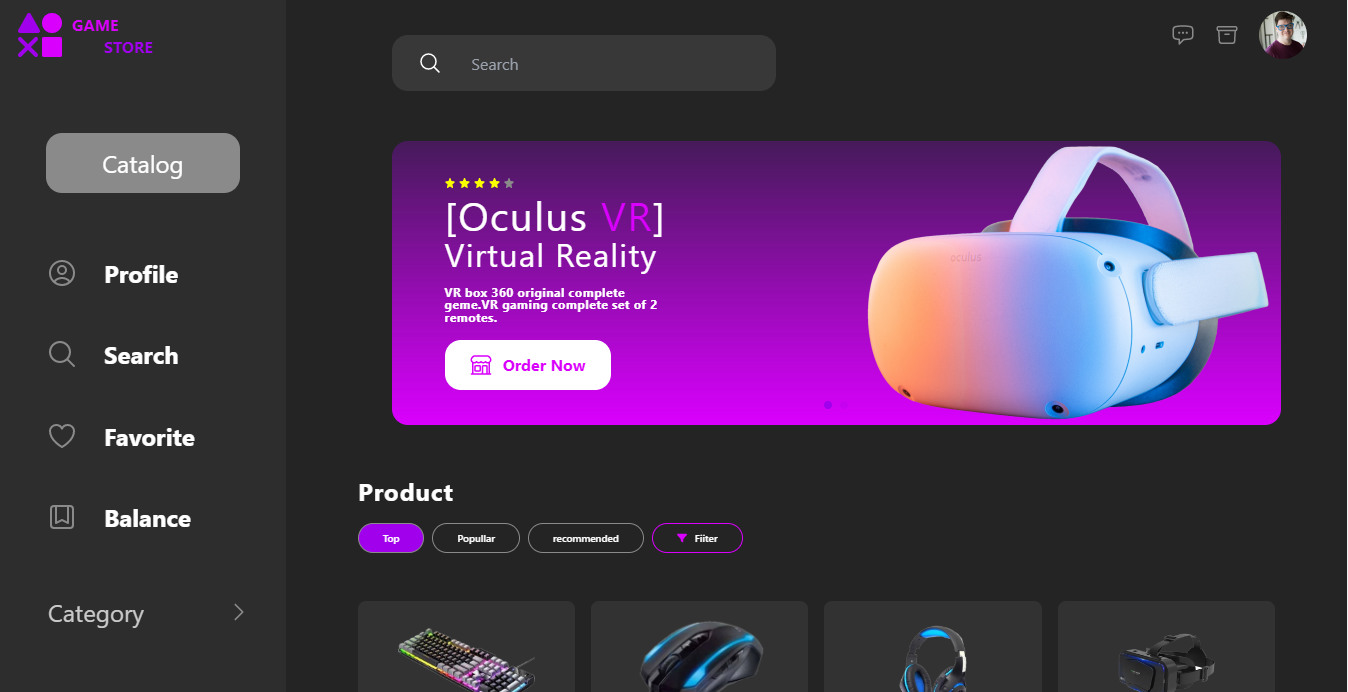 GAME
STORE
Search
Catalog
Profile
Search
Favorite
Balance
Category
[Oculus VR]
Virtual Reality
VR box 360 original complete
geme.VR gaming complete set of 2
remotes.
Order Now
oculus
Product
Top
Popullar
recommended
Fiiter